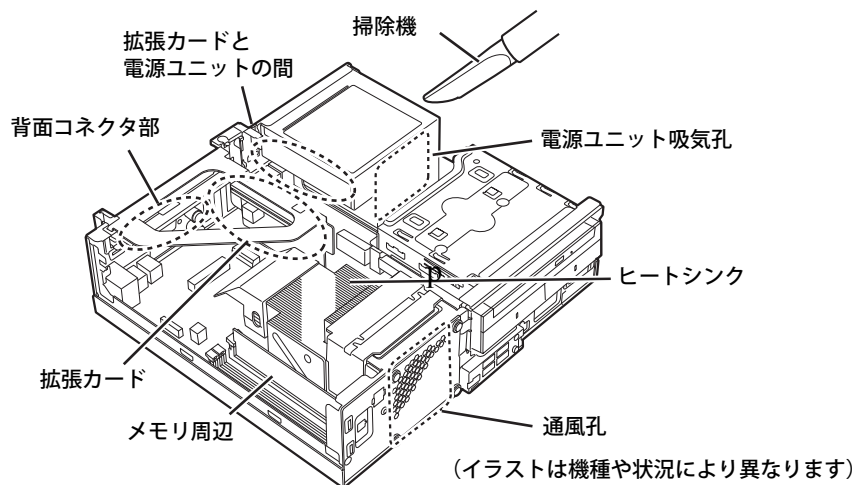 掃除機
拡張カードと
電源ユニットの間
背面コネクタ部
電源ユニット吸気孔
p
ヒートシンク
拡張カード
メモリ周辺
通風孔
（イラストは機種や状況により異なります）